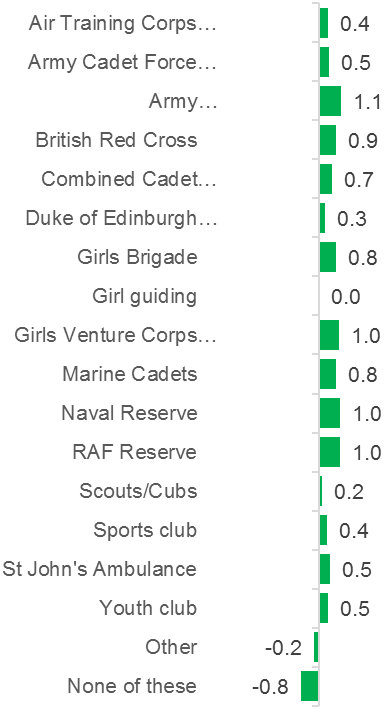 Air Training Corps… 0.4
Army Cadet Force… 0.5
Army… 1.1
British Red Cross 0.9
Combined Cadet… 0.7
Duke of Edinburgh… 0.3
Girls Brigade 0.8
Girl guiding 0.0
Girls Venture Corps… 1.0
Marine Cadets 0.8
Naval Reserve 1.0
RAF Reserve 1.0
Scouts/Cubs 0.2
Sports club 0.4
St John's Ambulance 0.5
Youth club 0.5
Other -0.2
None of these -0.8